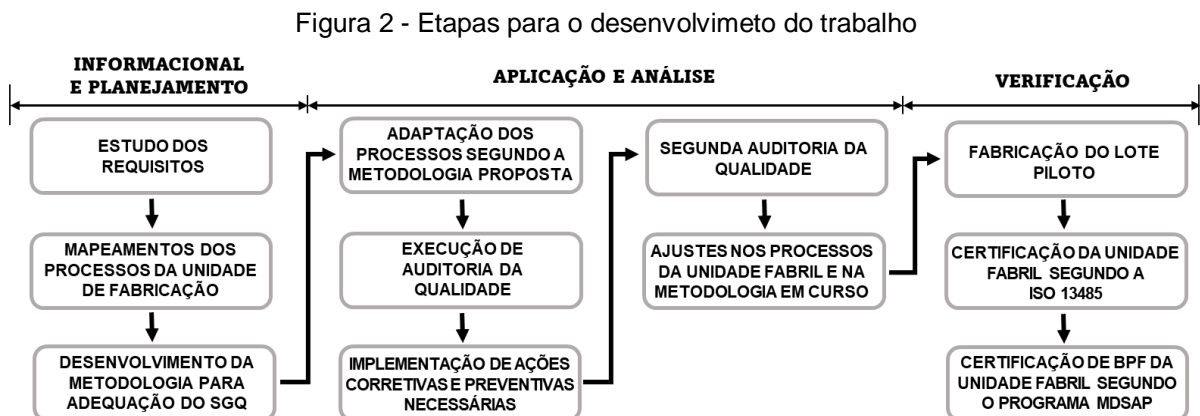 Figura 2 - Etapas para o desenvolvimeto do trabalho
INFORMACIONAL
E PLANEJAMENTO
ESTUDO DOS
REQUISITOS
MAPEAMENTOS DOS
PROCESSOS DA UNIDADE
DE FABRICAÇÃO
DESENVOLVIMENTO DA
METODOLOGIA PARA
ADEQUAÇÃO DO SGQ
APLICAÇÃO E ANÁLISE
ADAPTAÇÃO DOS
PROCESSOS SEGUNDO A
METODOLOGIA PROPOSTA
EXECUÇÃO DE
AUDITORIA DA
QUALIDADE
IMPLEMENTAÇÃO DE AÇÕES
CORRETIVAS E PREVENTIVAS
NECESSÁRIAS
SEGUNDA AUDITORIA DA
QUALIDADE
AJUSTES NOS PROCESSOS
DA UNIDADE FABRIL E NA
METODOLOGIA EM CURSO
VERIFICAÇÃO
FABRICAÇÃO DO LOTE
PILOTO
CERTIFICAÇÃO DA UNIDADE
FABRIL SEGUNDO A
ISO 13485
CERTIFICAÇÃO DE BPF DA
UNIDADE FABRIL SEGUNDO
O PROGRAMA MDSAP